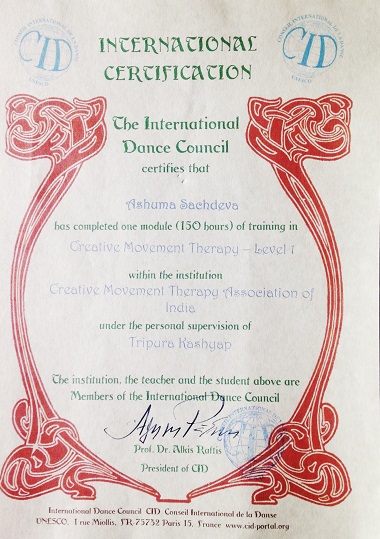 INTERNATIONAL
CERTIFICATION
CID
CID
The International
Dance Council
certifies that
Ashuma Sachdeva
has completed one module (150 hours) of training in
Creative Movement Therapy – Level 1
within the institution
Creative Movement Therapy Association of
India
under the personal supervision of
Tripura Kashyap
The institution, the teacher and the student above are
Members of the International Dance Council
Prof. Dr. Alkis Raftis
President of CID
International Dance Council CID, Conseil International de la Danse
UNESCO, 1 rue Miollis, FR-75732 Paris 15, France www.cid-portal.org